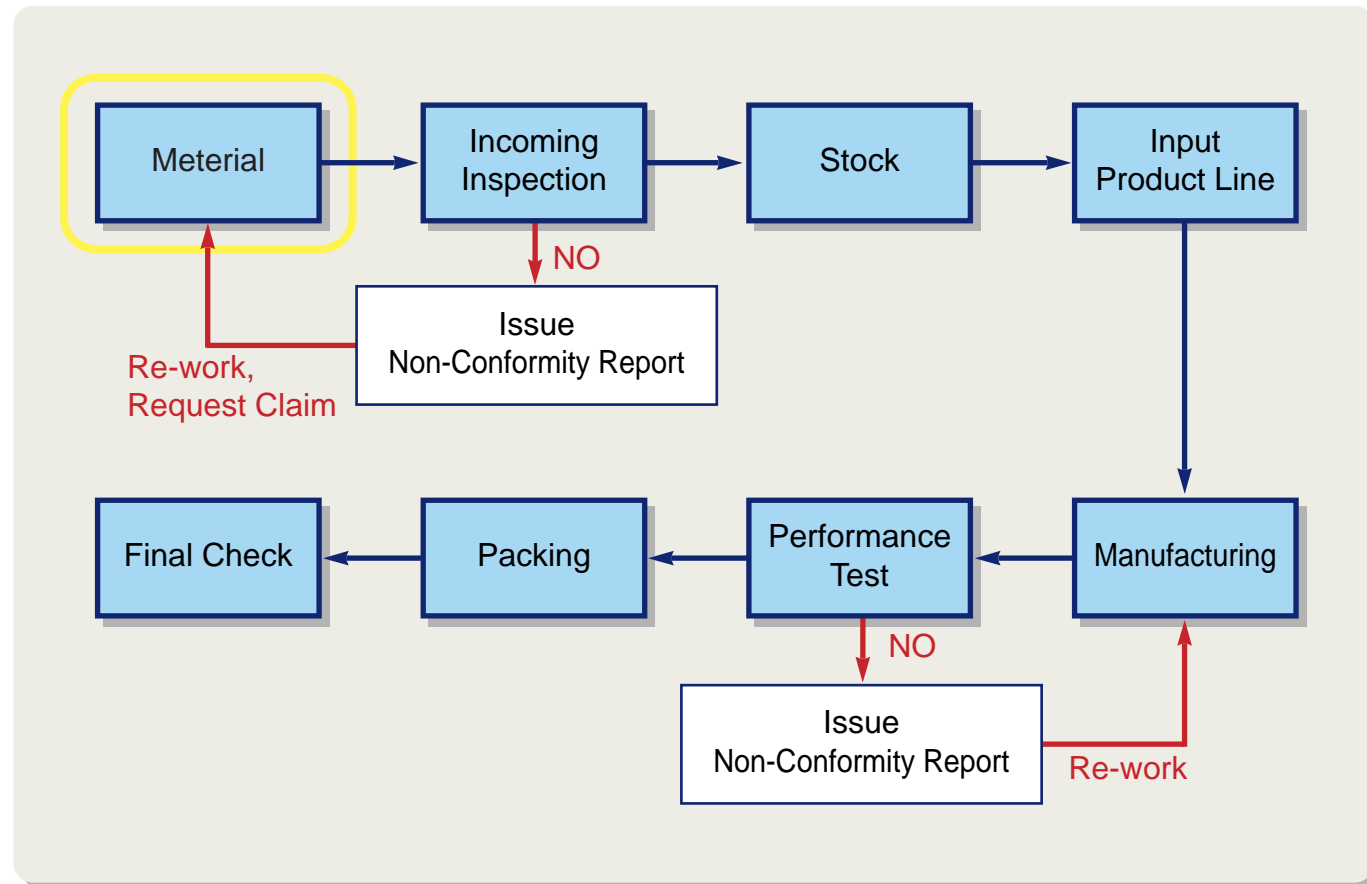 Meterial
Incoming
Inspection
Stock
Input
Product Line
NO
Issue
Non-Conformity Report
Re-work,
Request Claim
Final Check
Packing
Performance
Test
Manufacturing
NO
Issue
Non-Conformity Report
Re-work